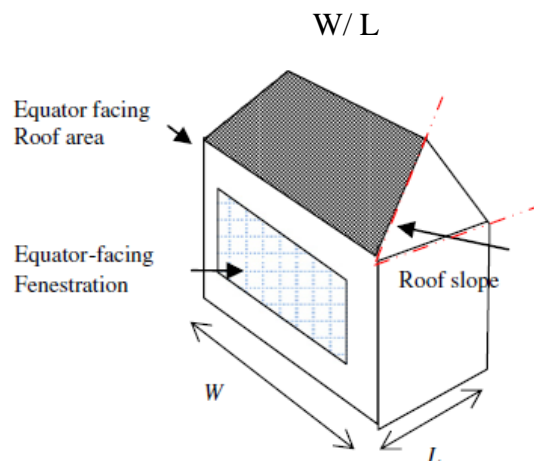 W/ L
Equator facing
Roof area
Equator-facing
Fenestration
Roof slope
W
L